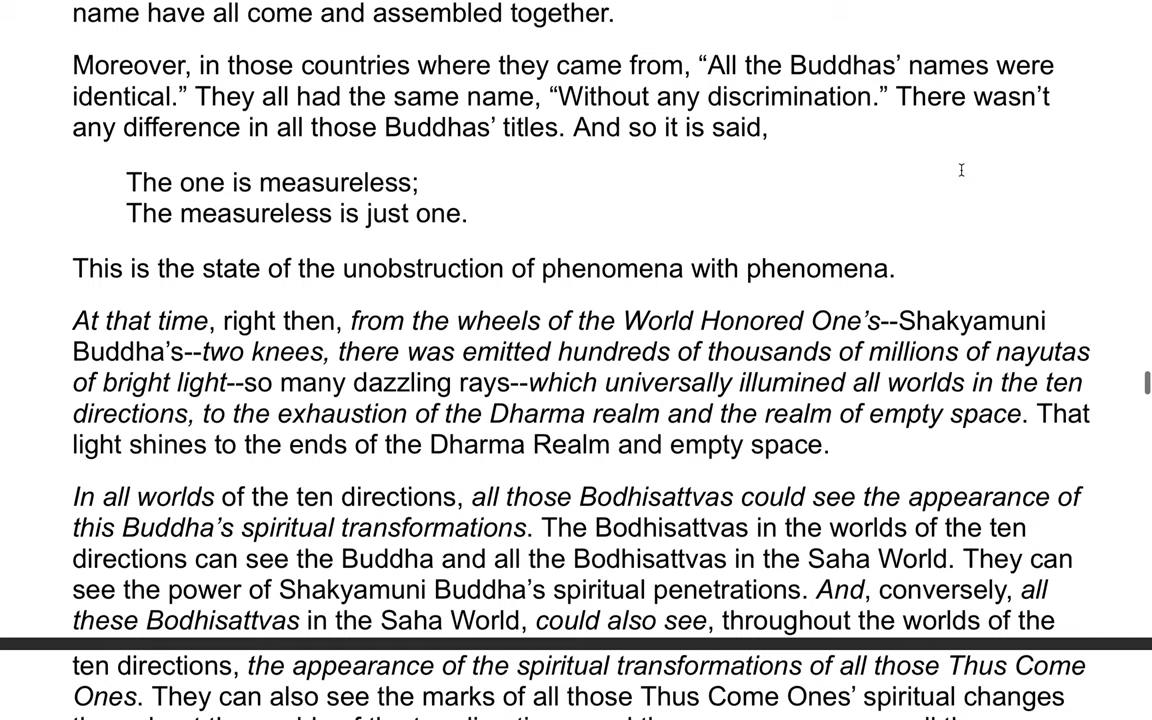 name have all come and assembled together.
Moreover, in those countries where they came from, “All the Buddhas’ names were
identical.” They all had the same name, “Without any discrimination.” There wasn’t
any difference in all those Buddhas’ titles. And so it is said,
The one is measureless;
The measureless is just one.
This is the state of the unobstruction of phenomena with phenomena.
At that time, right then, from the wheels of the World Honored One’s--Shakyamuni
Buddha’s--two knees, there was emitted hundreds of thousands of millions of nayutas
of bright light--so many dazzling rays--which universally illumined all worlds in the ten
directions, to the exhaustion of the Dharma realm and the realm of empty space. That
light shines to the ends of the Dharma Realm and empty space.
In all worlds of the ten directions, all those Bodhisattvas could see the appearance of
this Buddha’s spiritual transformations. The Bodhisattvas in the worlds of the ten
directions can see the Buddha and all the Bodhisattvas in the Saha World. They can
see the power of Shakyamuni Buddha’s spiritual penetrations. And, conversely, all
these Bodhisattvas in the Saha World, could also see, throughout the worlds of the
ten directions, the appearance of the spiritual transformations of all those Thus Come
Ones. They can also see the marks of all those Thus Come Ones’ spiritual changes